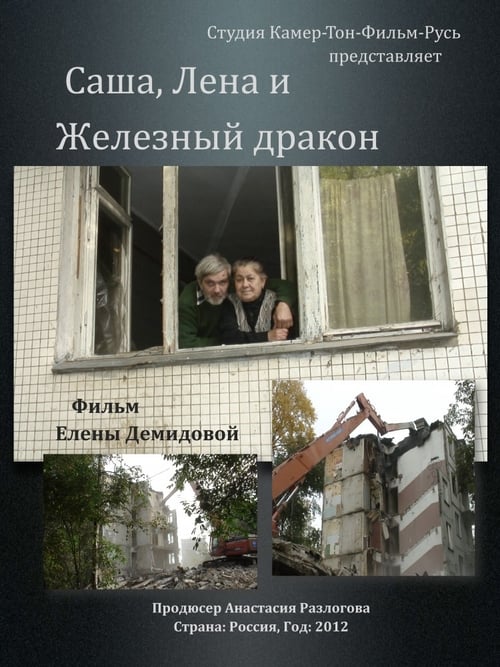 Студия Камер-Тон-Фильм-Русь
представляет
Саша, Лена и
Железный дракон
Фильм
Елены Демидовой
Продюсер Анастасия Разлогова
Страна: Россия, Год: 2012